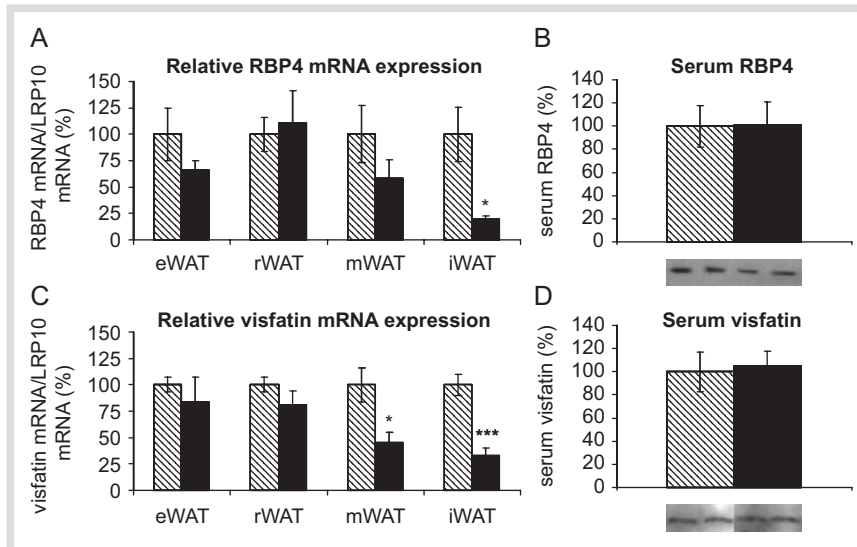 A
Relative RBP4 mRNA expression
RBP4 mRNA/LRP10
mRNA (%)
150
125
100
75
50
25
0
*
eWAT rWAT mWAT iWAT
B
Serum RBP4
serum RBP4 (%)
140
120
100
80
60
40
20
0
C
Relative visfatin mRNA expression
visfatin mRNA/LRP10
mRNA (%)
150
125
100
75
50
25
0
*
***
eWAT rWAT mWAT iWAT
D
Serum visfatin
serum visfatin (%)
140
120
100
80
60
40
20
0